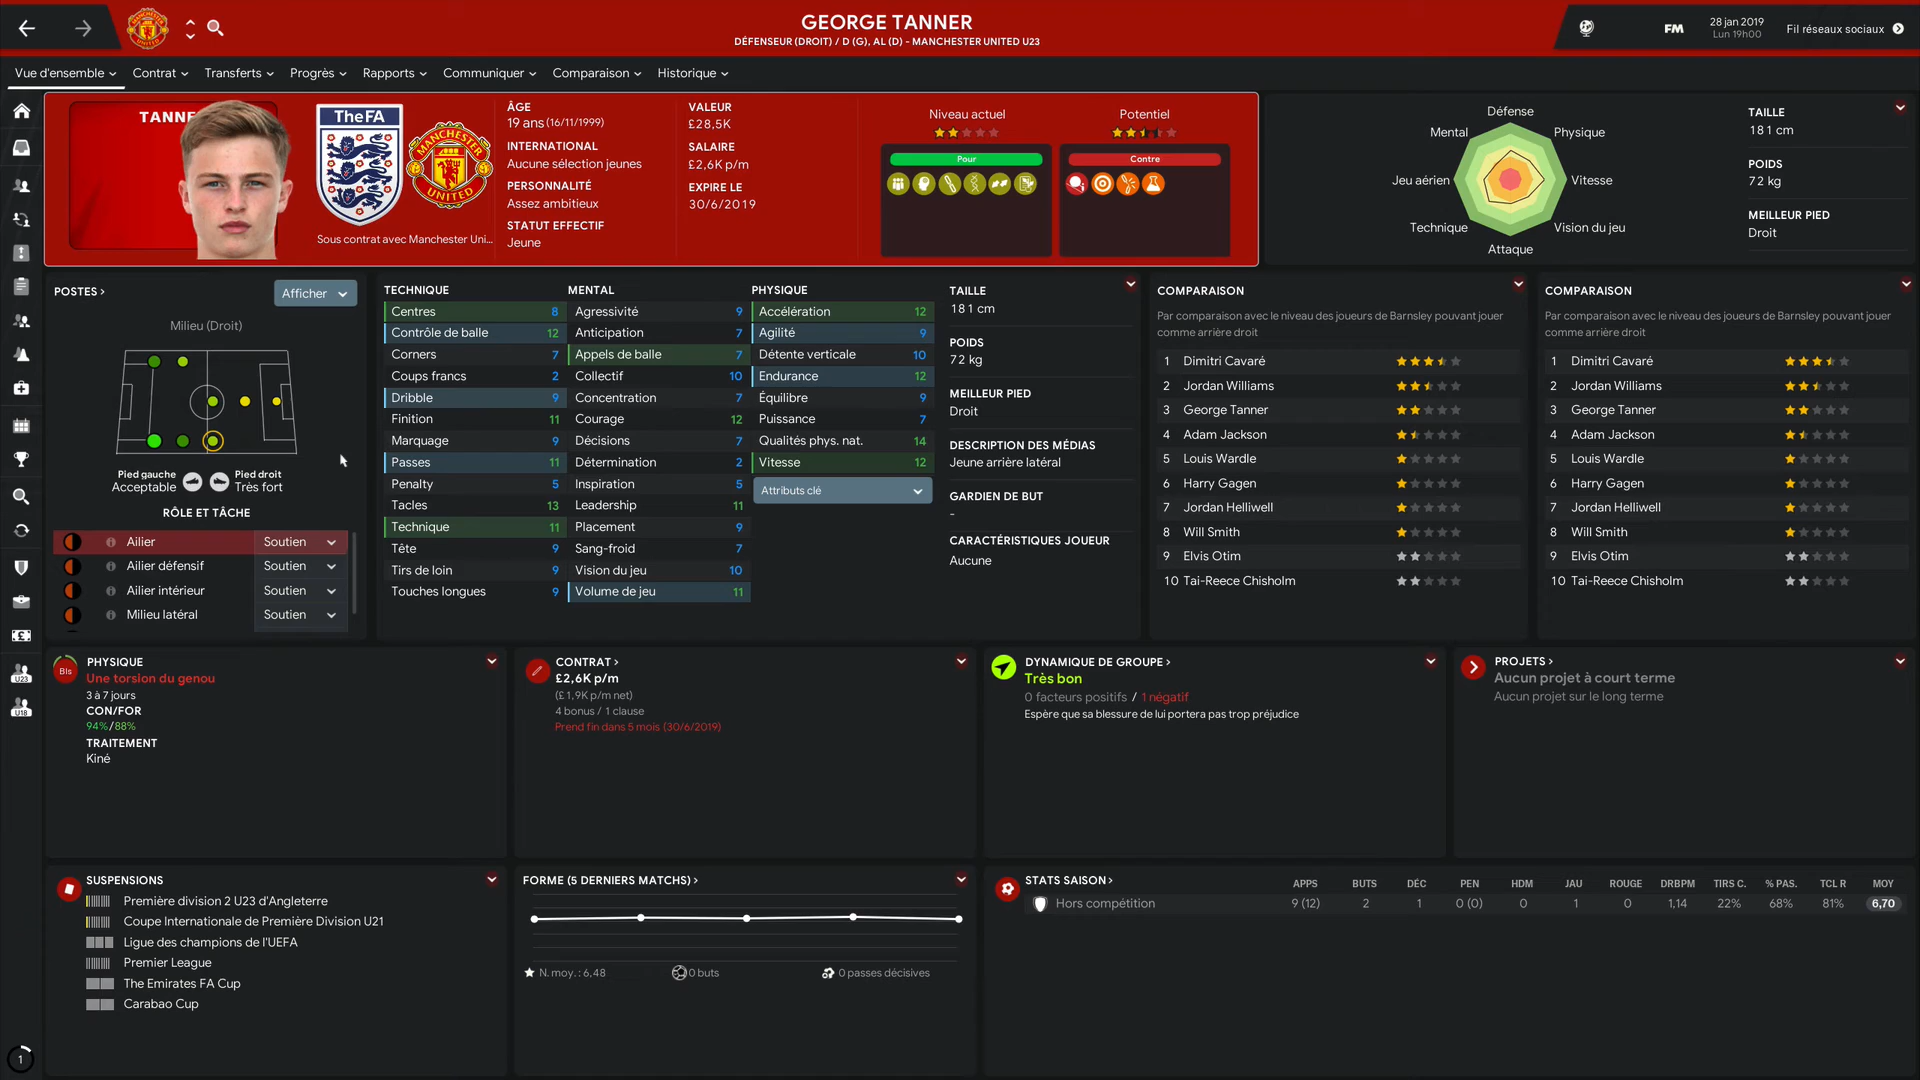 GEORGE TANNER
DÉFENSEUR (DROIT) / D (G), AL (D) - MANCHESTER UNITED U23
FM
28 jan 2019
Lun 19h00
Fil réseaux sociaux
Vue d'ensemble
Contrat
Transferts
Progrès
Rapports
Communiquer
Comparaison
Historique
TANNE
The FA
MANCHESTER
UNITED
Sous contrat avec Manchester Uni...
ÂGE
19 ans (16/11/1999)
INTERNATIONAL
Aucune sélection jeunes
PERSONNALITÉ
Assez ambitieux
STATUT EFFECTIF
Jeune
VALEUR
£28,5K
SALAIRE
£2,6K p/m
EXPIRE LE
30/6/2019
Niveau actuel
Pour
Potentiel
Contre
Défense
Mental
Physique
Jeu aérien
Vitesse
Technique
Vision du jeu
Attaque
TAILLE
181 cm
POIDS
72 kg
MEILLEUR PIED
Droit
POSTES >
Afficher
Milieu (Droit)
Pied gauche
Acceptable
Pied droit
Très fort
RÔLE ET TÂCHE
Ailier Soutien
Ailier défensif Soutien
Ailier intérieur Soutien
Milieu latéral Soutien
TECHNIQUE
Centres 8
Contrôle de balle 12
Corners 7
Coups francs 2
Dribble 9
Finition 11
Marquage 9
Passes 11
Penalty 5
Tacles 13
Technique 11
Tête 9
Tirs de loin 9
Touches longues 9
MENTAL
Agressivité 9
Anticipation 7
Appels de balle 7
Collectif 10
Concentration 7
Courage 12
Décisions 7
Détermination 2
Inspiration 5
Leadership 11
Placement 9
Sang-froid 7
Vision du jeu 10
Volume de jeu 11
PHYSIQUE
Accélération 12
Agilité 9
Détente verticale 10
Endurance 12
Équilibre 9
Puissance 7
Qualités phys. nat. 14
Vitesse 12
Attributs clé
TAILLE
181 cm
POIDS
72 kg
MEILLEUR PIED
Droit
DESCRIPTION DES MÉDIAS
Jeune arrière latéral
GARDIEN DE BUT
-
CARACTÉRISTIQUES JOUEUR
Aucune
COMPARAISON
Par comparaison avec le niveau des joueurs de Barnsley pouvant jouer
comme arrière droit
1 Dimitri Cavaré
2 Jordan Williams
3 George Tanner
4 Adam Jackson
5 Louis Wardle
6 Harry Gagen
7 Jordan Helliwell
8 Will Smith
9 Elvis Otim
10 Tai-Reece Chisholm
COMPARAISON
Par comparaison avec le niveau des joueurs de Barnsley pouvant jouer
comme arrière droit
1 Dimitri Cavaré
2 Jordan Williams
3 George Tanner
4 Adam Jackson
5 Louis Wardle
6 Harry Gagen
7 Jordan Helliwell
8 Will Smith
9 Elvis Otim
10 Tai-Reece Chisholm
U23
U18
1
Bls
PHYSIQUE
Une torsion du genou
3 à 7 jours
CON/FOR
94%/88%
TRAITEMENT
Kiné
CONTRAT >
£2,6K p/m
(£1,9K p/m net)
4 bonus / 1 clause
Prend fin dans 5 mois (30/6/2019)
DYNAMIQUE DE GROUPE >
Très bon
0 facteurs positifs / 1 négatif
Espère que sa blessure de lui portera pas trop préjudice
PROJETS >
Aucun projet à court terme
Aucun projet sur le long terme
SUSPENSIONS
Première division 2 U23 d'Angleterre
Coupe Internationale de Première Division U21
Ligue des champions de l'UEFA
Premier League
The Emirates FA Cup
Carabao Cup
FORME (5 DERNIERS MATCHS) >
N. moy. : 6,48
0 buts
0 passes décisives
STATS SAISON > APPS BUTS DÉC PEN HDM JAU ROUGE DRBPM TIRS C. % PAS. TCL R MOY
Hors compétition 9 (12) 2 1 0 (0) 0 1 0 1,14 22% 68% 81% 6,70